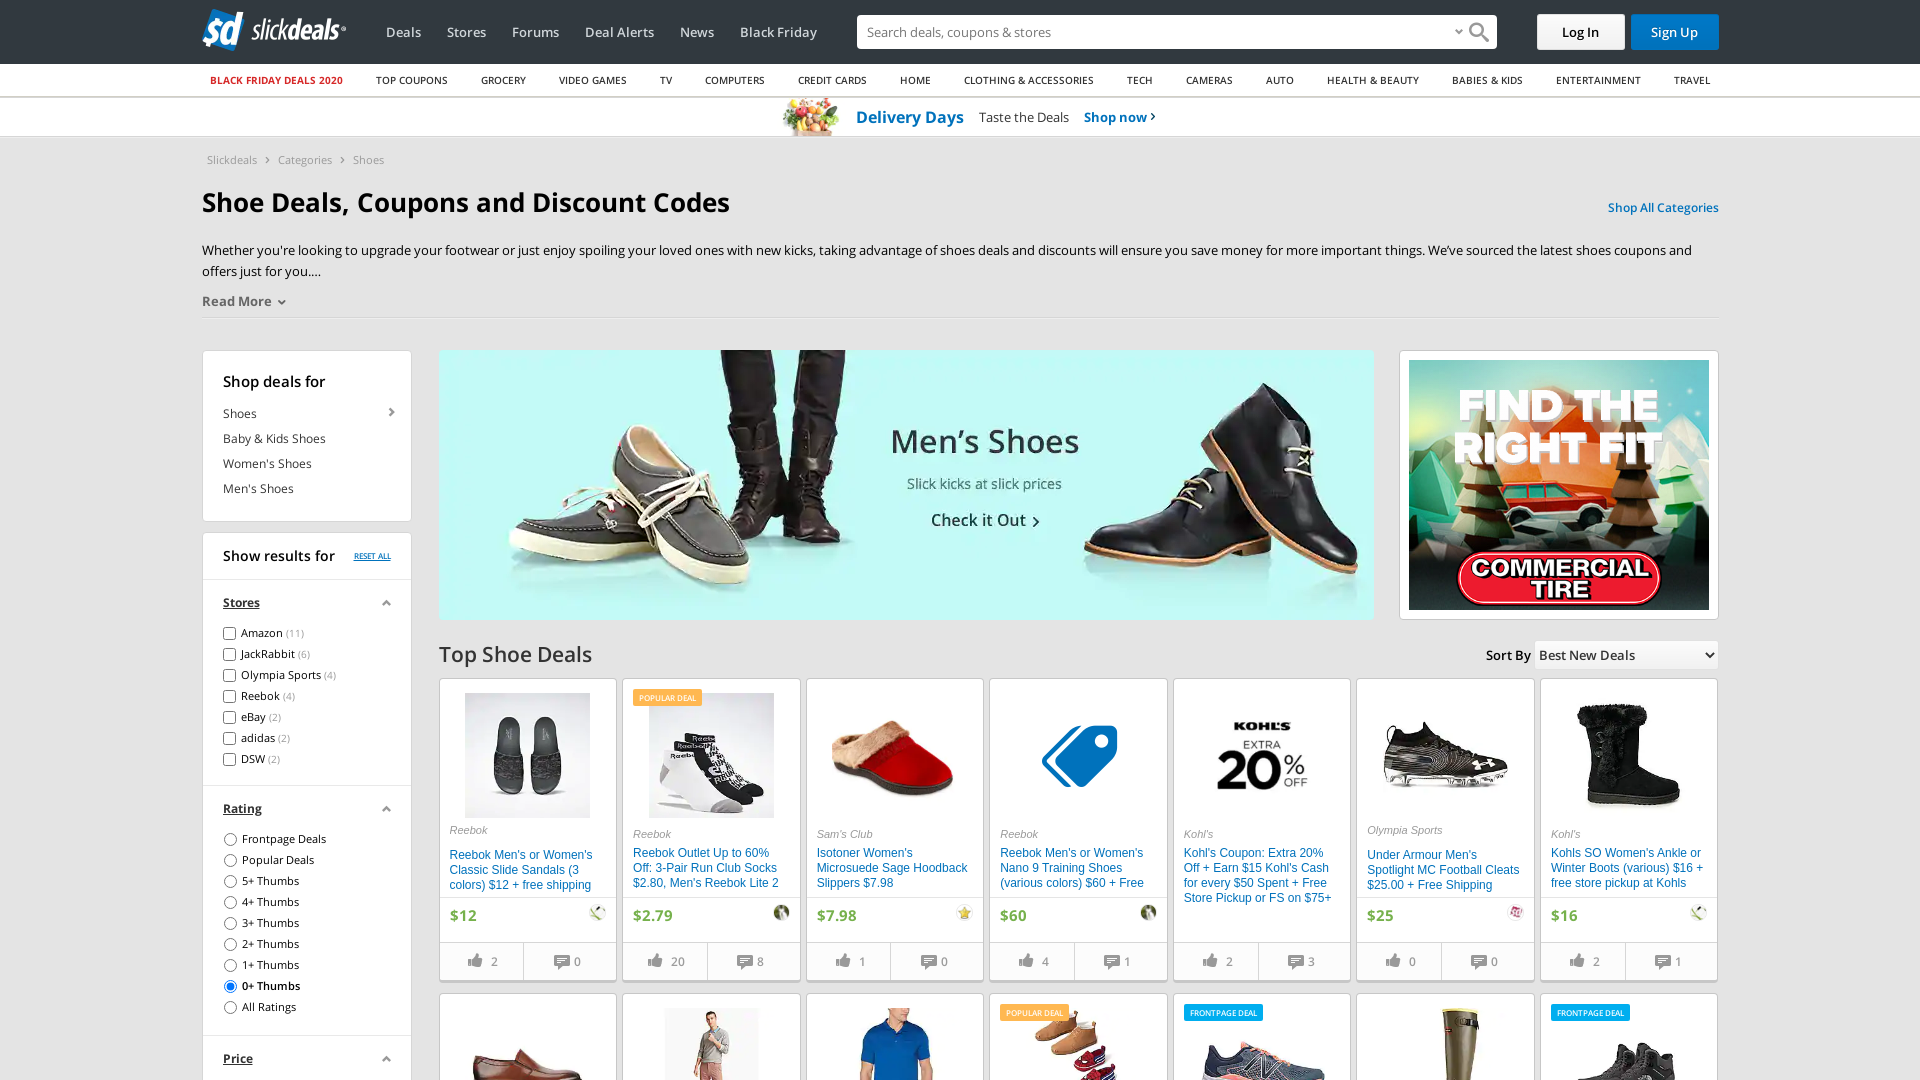 sd slickdeals
Deals
Stores
Forums
Deal Alerts
News
Black Friday
Search deals, coupons & stores
Log In
Sign Up
BLACK FRIDAY DEALS 2020
TOP COUPONS
GROCERY
VIDEO GAMES
TV
COMPUTERS
CREDIT CARDS
HOME
CLOTHING & ACCESSORIES
TECH
CAMERAS
AUTO
HEALTH & BEAUTY
BABIES & KIDS
ENTERTAINMENT
TRAVEL
Delivery Days Taste the Deals Shop now
Slickdeals > Categories > Shoes
Shoe Deals, Coupons and Discount Codes
Shop All Categories
Whether you're looking to upgrade your footwear or just enjoy spoiling your loved ones with new kicks, taking advantage of shoes deals and discounts will ensure you save money for more important things. We’ve sourced the latest shoes coupons and
offers just for you....
Read More
Shop deals for
Shoes
Baby & Kids Shoes
Women's Shoes
Men's Shoes
Show results for RESET ALL
Stores
Amazon (11)
JackRabbit (6)
Olympia Sports (4)
Reebok (4)
eBay (2)
adidas (2)
DSW (2)
Rating
Frontpage Deals
Popular Deals
5+ Thumbs
4+ Thumbs
3+ Thumbs
2+ Thumbs
1+ Thumbs
0+ Thumbs
All Ratings
Price
Men’s Shoes
Slick kicks at slick prices
Check it Out >
FIND THE
RIGHT FIT
COMMERCIAL
TIRE
Top Shoe Deals
Sort By Best New Deals
Reebok
Reebok Men's or Women's
Classic Slide Sandals (3
colors) $12 + free shipping
$12
2
0
POPULAR DEAL
Reebok
Reebok Outlet Up to 60%
Off: 3-Pair Run Club Socks
$2.80, Men's Reebok Lite 2
$2.79
20
8
Sam's Club
Isotoner Women's
Microsuede Sage Hoodback
Slippers $7.98
$7.98
1
0
Reebok
Reebok Men's or Women's
Nano 9 Training Shoes
(various colors) $60 + Free
$60
4
1
KOHL'S
EXTRA
20% OFF
Kohl's
Kohl's Coupon: Extra 20%
Off + Earn $15 Kohl's Cash
for every $50 Spent + Free
Store Pickup or FS on $75+
2
3
Olympia Sports
Under Armour Men's
Spotlight MC Football Cleats
$25.00 + Free Shipping
$25
0
0
Kohl's
Kohls SO Women's Ankle or
Winter Boots (various) $16 +
free store pickup at Kohls
$16
2
1
POPULAR DEAL
FRONTPAGE DEAL
FRONTPAGE DEAL